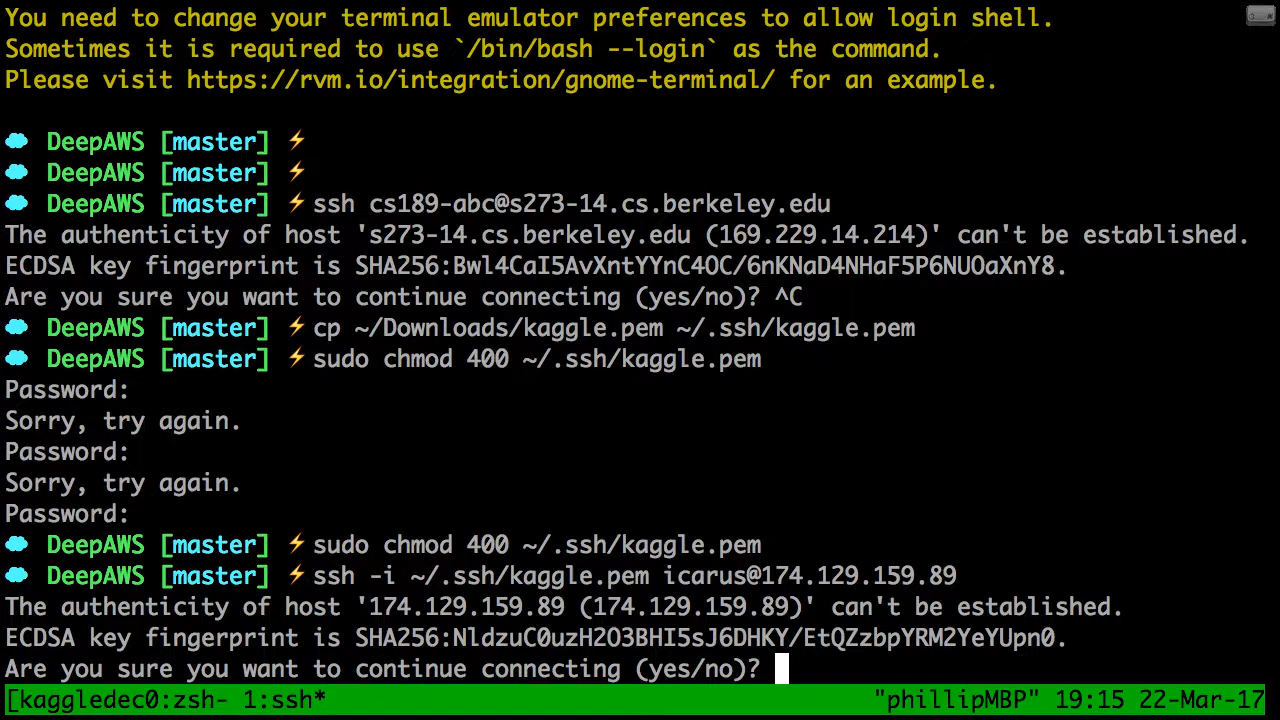 You need to change your terminal emulator preferences to allow login shell.
Sometimes it is required to use `/bin/bash --login` as the command.
Please visit https://rvm.io/integration/gnome-terminal/ for an example.
DeepAWS [master] ⚡
DeepAWS [master] ⚡
DeepAWS [master] ⚡ssh cs189-abc@s273-14.cs.berkeley.edu
The authenticity of host 's273-14.cs.berkeley.edu (169.229.14.214)' can't be established.
ECDSA key fingerprint is SHA256:Bwl4CaI5AvXntYYnC4OC/6nKNaD4NHaF5P6NUOaXnY8.
Are you sure you want to continue connecting (yes/no)? ^C
DeepAWS [master] ⚡cp ~/Downloads/kaggle.pem ~/.ssh/kaggle.pem
DeepAWS [master] ⚡sudo chmod 400 ~/.ssh/kaggle.pem
Password:
Sorry, try again.
Password:
Sorry, try again.
Password:
DeepAWS [master] ⚡sudo chmod 400 ~/.ssh/kaggle.pem
DeepAWS [master] ⚡ssh -i ~/.ssh/kaggle.pem icarus@174.129.159.89
The authenticity of host '174.129.159.89 (174.129.159.89)' can't be established.
ECDSA key fingerprint is SHA256:NldzuC0uzH2O3BHI5sJ6DHKY/EtQZzbpYRM2YeYUpn0.
Are you sure you want to continue connecting (yes/no)?
[kaggledec0:zsh- 1:ssh* "phillipMBP" 19:15 22-Mar-17